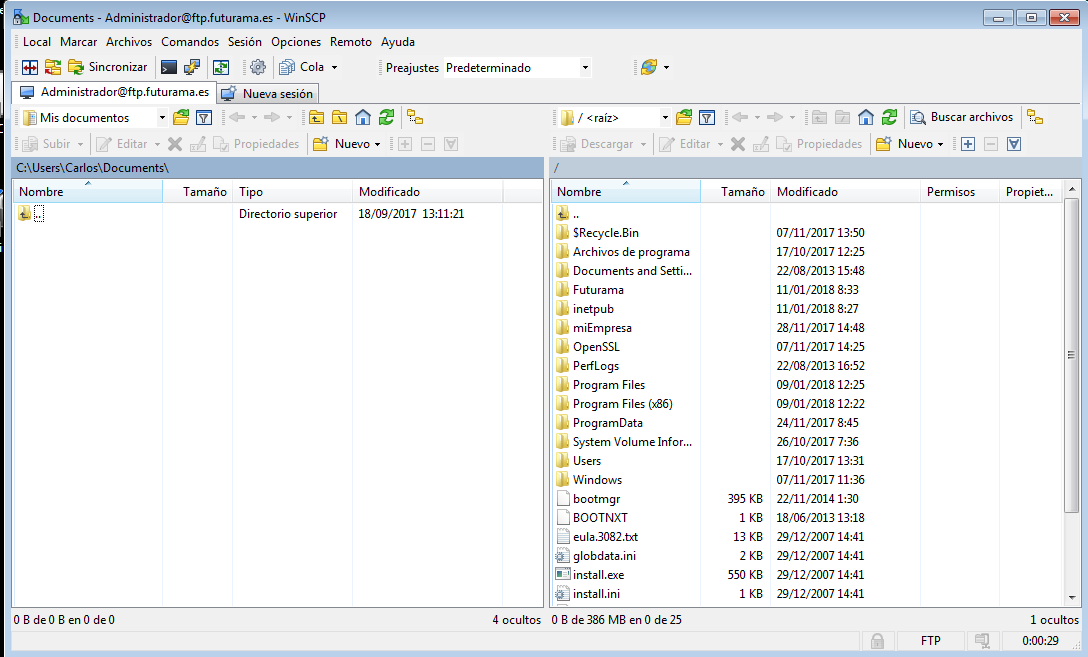 Documents - Administrador@ftp.futurama.es - WinSCP
Local Marcar Archivos Comandos Sesión Opciones Remoto Ayuda
Sincronizar Cola Preajustes Predeterminado
Administrador@ftp.futurama.es Nueva sesión
Mis documentos / <raíz> Buscar archivos
Subir Editar Propiedades Nuevo Descargar Editar Propiedades Nuevo
C:\Users\Carlos\Documents\ /
Nombre Tamaño Tipo Modificado Nombre Tamaño Modificado Permisos Propiet...
.. Directorio superior 18/09/2017 13:11:21 ..
$Recycle.Bin 07/11/2017 13:50
Archivos de programa 17/10/2017 12:25
Documents and Setti... 22/08/2013 15:48
Futurama 11/01/2018 8:33
inetpub 11/01/2018 8:27
miEmpresa 28/11/2017 14:48
OpenSSL 07/11/2017 14:25
PerfLogs 22/08/2013 16:52
Program Files 09/01/2018 12:25
Program Files (x86) 09/01/2018 12:22
ProgramData 24/11/2017 8:45
System Volume Infor... 26/10/2017 7:36
Users 17/10/2017 13:31
Windows 07/11/2017 11:36
bootmgr 395 KB 22/11/2014 1:30
BOOTNXT 1 KB 18/06/2013 13:18
eula.3082.txt 13 KB 29/12/2007 14:41
globdata.ini 2 KB 29/12/2007 14:41
install.exe 550 KB 29/12/2007 14:41
install.ini 1 KB 29/12/2007 14:41
0 B de 0 B en 0 de 0 4 ocultos 0 B de 386 MB en 0 de 25 1 ocultos
FTP 0:00:29